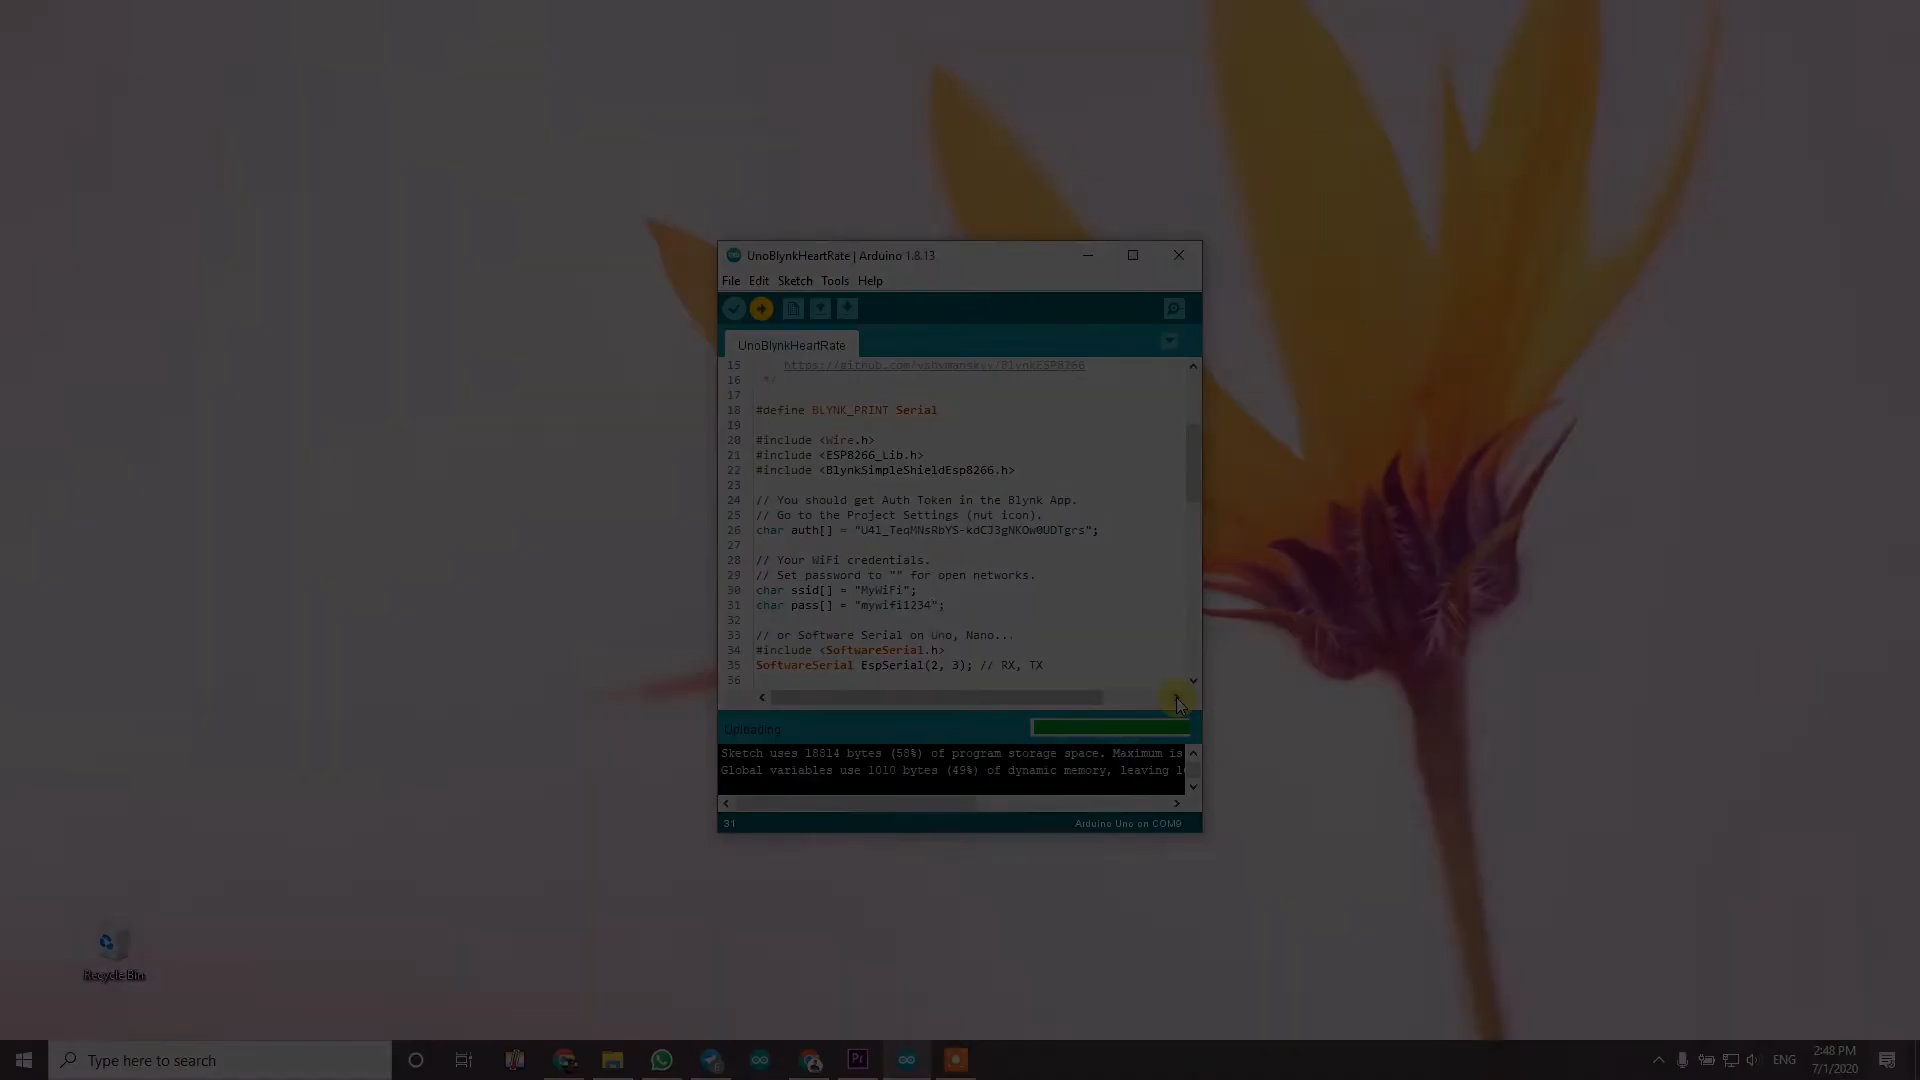 UnoBlynkHeartRate | Arduino 1.8.13
File Edit Sketch Tools Help
UnoBlynkHeartRate
15 https://github.com/vshymanskyy/BlynkESP8266
16 */
17
18 #define BLYNK_PRINT Serial
19
20 #include <Wire.h>
21 #include <ESP8266_Lib.h>
22 #include <BlynkSimpleShieldEsp8266.h>
23
24 // You should get Auth Token in the Blynk App.
25 // Go to the Project Settings (nut icon).
26 char auth[] = "U4l_TeqMNsRbYS-kdCJ3gNKOw0UDTgrs";
27
28 // Your WiFi credentials.
29 // Set password to "" for open networks.
30 char ssid[] = "MyWiFi";
31 char pass[] = "mywifi1234";
32
33 // or Software Serial on Uno, Nano...
34 #include <SoftwareSerial.h>
35 SoftwareSerial EspSerial(2, 3); // RX, TX
36
Uploading
Sketch uses 18814 bytes (58%) of program storage space. Maximum is
Global variables use 1010 bytes (49%) of dynamic memory, leaving 1
31 Arduino Uno on COM9
Recycle Bin
Type here to search
Pr
ENG
2:48 PM
7/1/2020